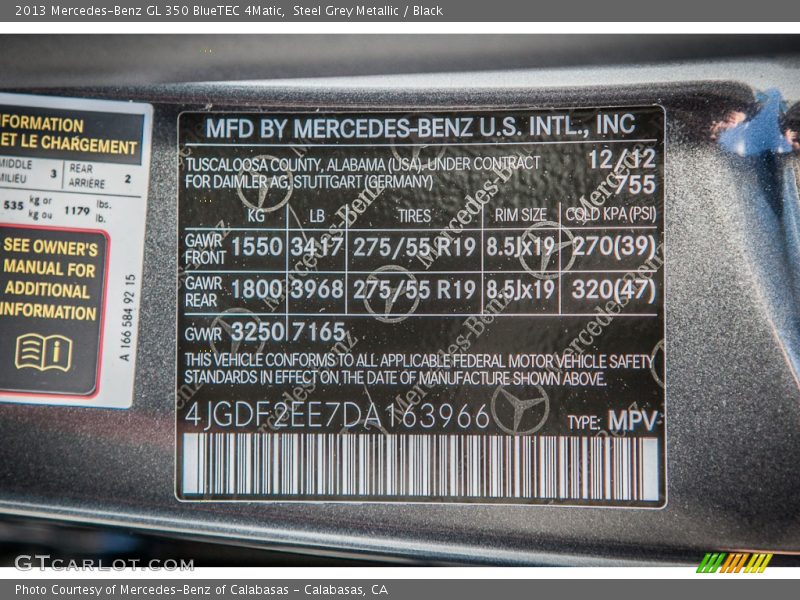 2013 Mercedes-Benz GL 350 BlueTEC 4Matic, Steel Grey Metallic / Black
NFORMATION
ET LE CHARGEMENT
MIDDLE
MILIEU
3
REAR
ARRIÈRE
2
535 kg or
kg ou
1179 lbs.
lb.
SEE OWNER'S
MANUAL FOR
ADDITIONAL
INFORMATION
A 166 584 92 15
MFD BY MERCEDES-BENZ U.S. INTL., INC
TUSCALOOSA COUNTY, ALABAMA (USA), UNDER CONTRACT 12/12
FOR DAIMLER AG, STUTTGART (GERMANY) 755
KG LB TIRES RIM SIZE COLD KPA (PSI)
GAWR
FRONT
1550 3417 275/55 R19 8.5Jx19 270(39)
GAWR
REAR
1800 3968 275/55 R19 8.5Jx19 320(47)
GWR 3250 7165
THIS VEHICLE CONFORMS TO ALL APPLICABLE FEDERAL MOTOR VEHICLE SAFETY
STANDARDS IN EFFECT ON THE DATE OF MANUFACTURE SHOWN ABOVE.
4JGDF2EE7DA163966 TYPE: MPV
GTCARLOT.COM
Photo Courtesy of Mercedes-Benz of Calabasas - Calabasas, CA